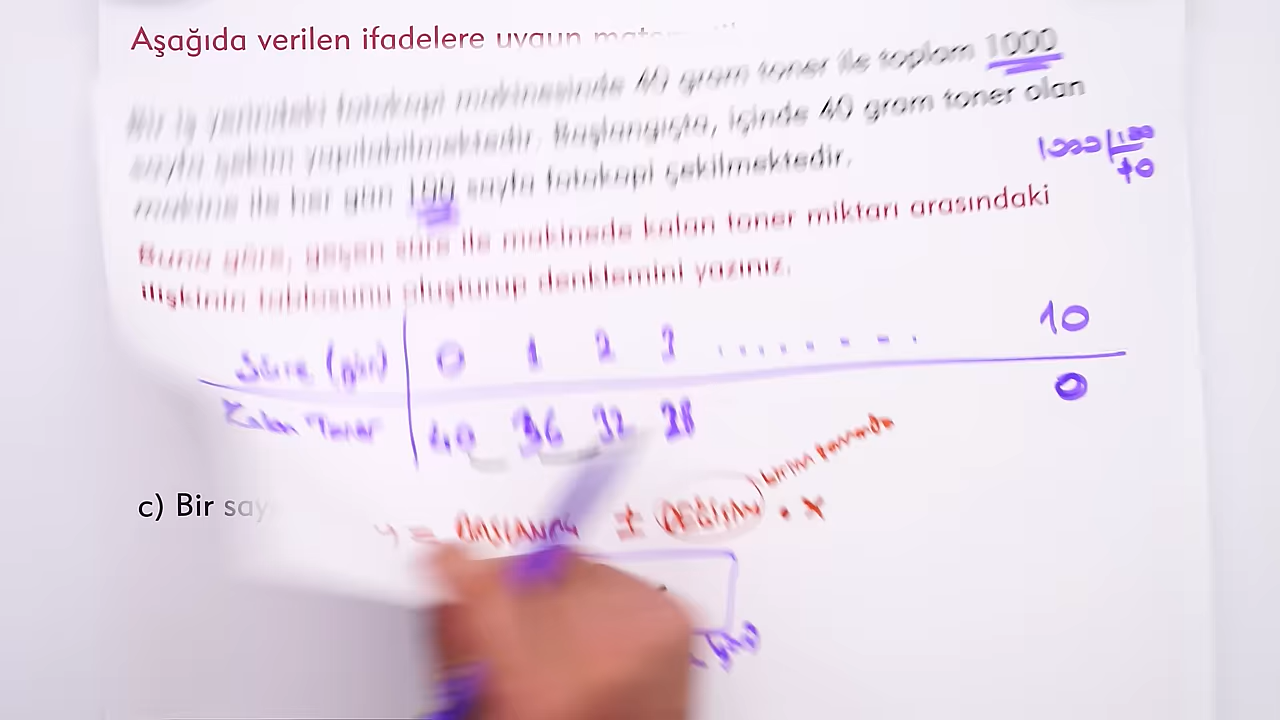 Aşağıda verilen ifadelere uygun
Bir iş yerindeki fotokopi makinesinde 40 gram toner ile toplam 1000
sayfa çekim yapılabilmektedir. Başlangıçta, içinde 40 gram toner olan
makine ile her gün 100 sayfa fotokopi çekilmektedir.
1000 100
10
Buna göre, geçen süre ile makinede kalan toner miktarı arasındaki
ilişkinin tablosunu oluşturup denklemini yazınız.
Süre (gün) 0 1 2 3 ......... 10
Kalan Toner 40 36 32 28 0
birim zamanda
c) Bir say
y = BAŞLANGIÇ ± DEĞİŞİM . x